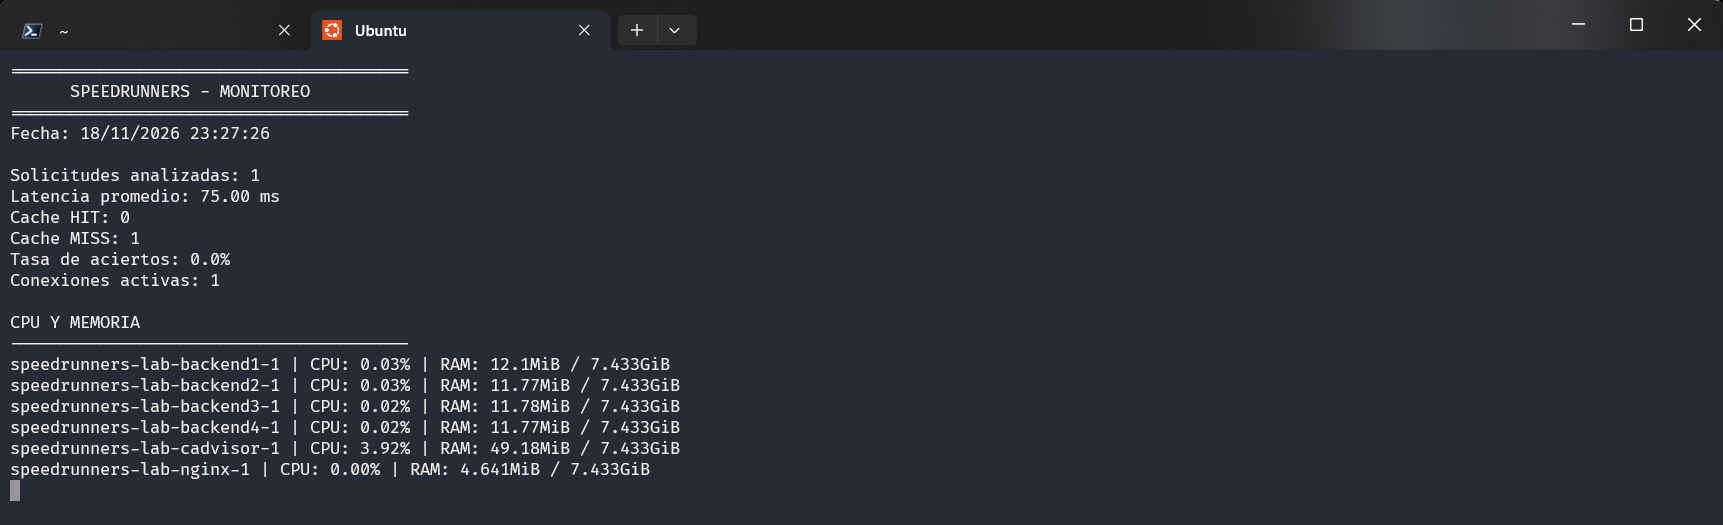 ~
Ubuntu
========================================
SPEEDRUNNERS - MONITOREO
========================================
Fecha: 18/11/2026 23:27:26
Solicitudes analizadas: 1
Latencia promedio: 75.00 ms
Cache HIT: 0
Cache MISS: 1
Tasa de aciertos: 0.0%
Conexiones activas: 1
CPU Y MEMORIA
----------------------------------------
speedrunners-lab-backend1-1 | CPU: 0.03% | RAM: 12.1MiB / 7.433GiB
speedrunners-lab-backend2-1 | CPU: 0.03% | RAM: 11.77MiB / 7.433GiB
speedrunners-lab-backend3-1 | CPU: 0.02% | RAM: 11.78MiB / 7.433GiB
speedrunners-lab-backend4-1 | CPU: 0.02% | RAM: 11.77MiB / 7.433GiB
speedrunners-lab-cadvisor-1 | CPU: 3.92% | RAM: 49.18MiB / 7.433GiB
speedrunners-lab-nginx-1 | CPU: 0.00% | RAM: 4.641MiB / 7.433GiB